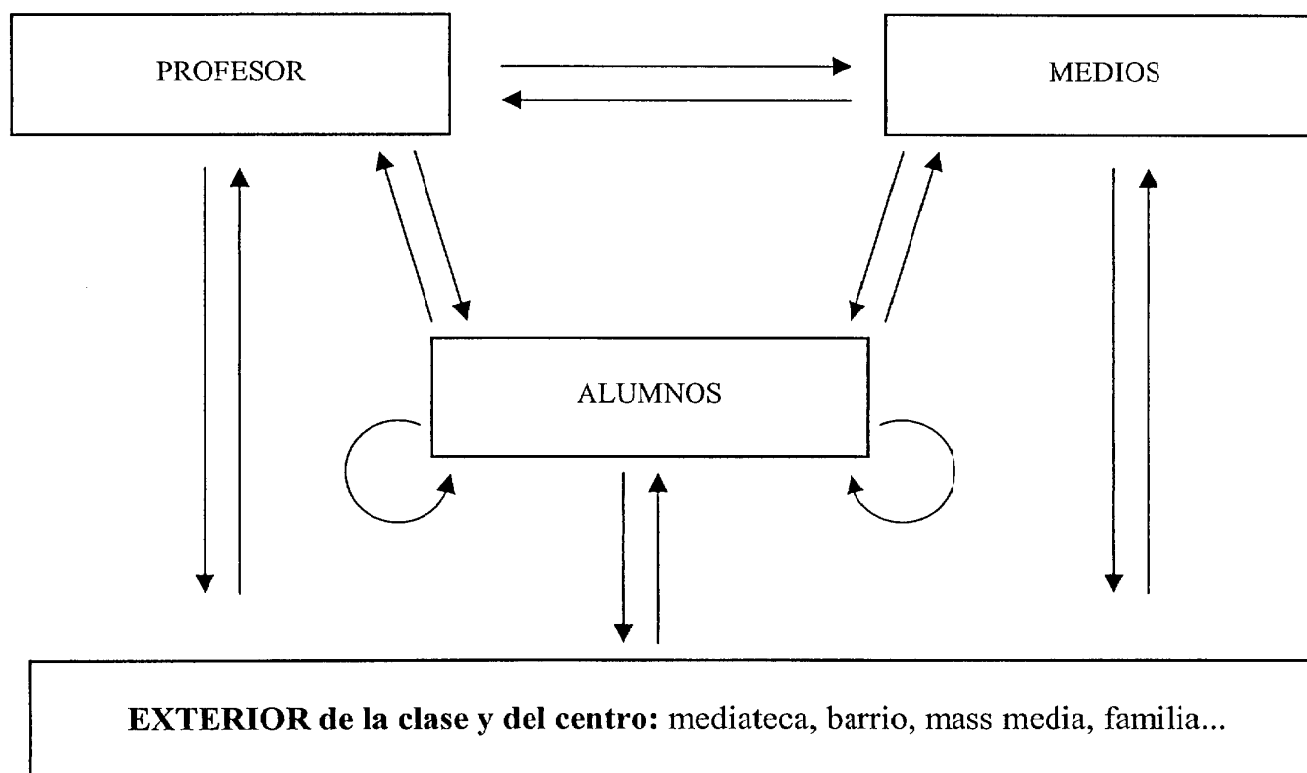 PROFESOR
MEDIOS
ALUMNOS
EXTERIOR de la clase y del centro: mediateca, barrio, mass media, familia...